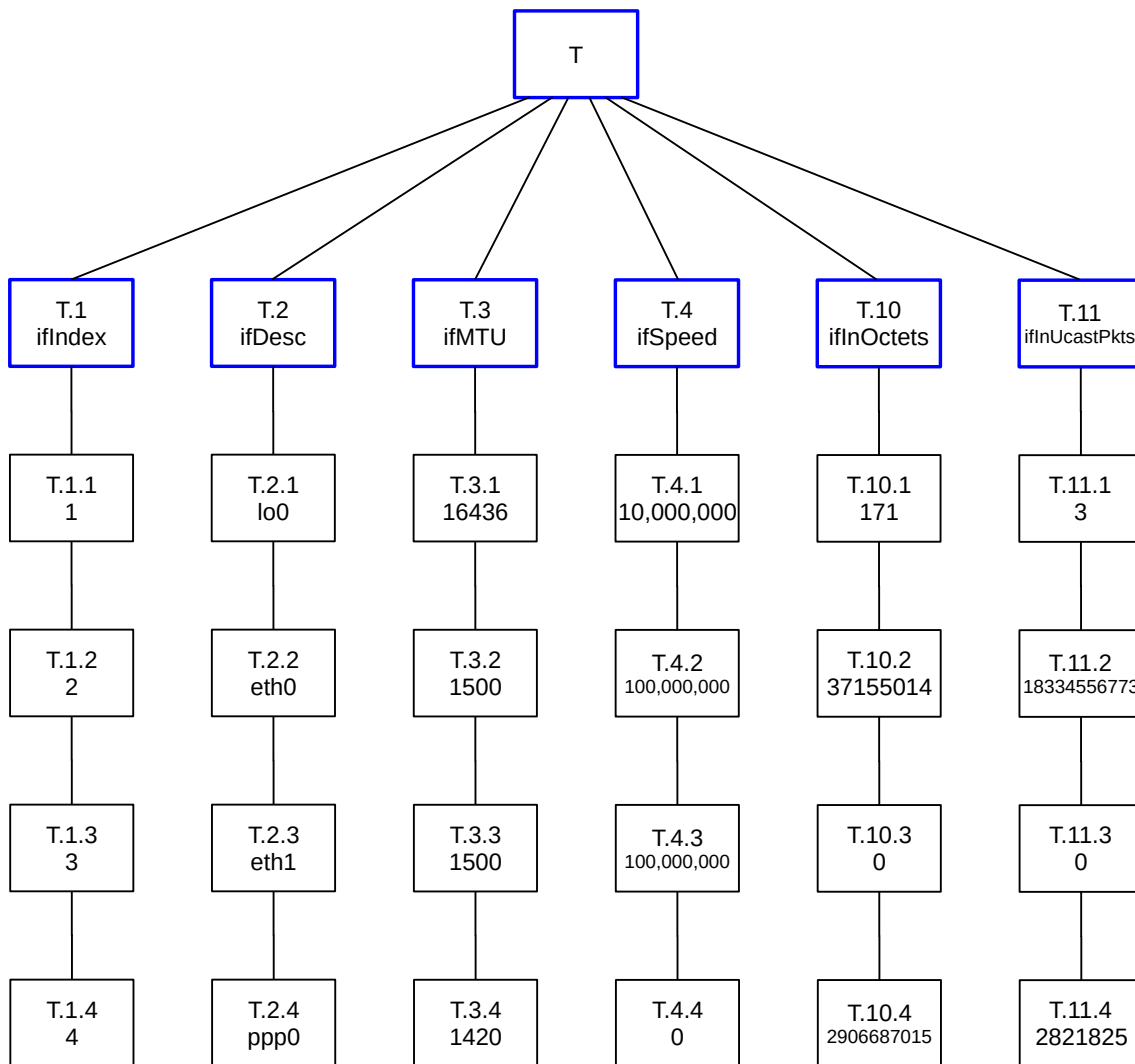 T
T.1
ifIndex
T.2
ifDesc
T.3
ifMTU
T.4
ifSpeed
T.10
ifInOctets
T.11
ifInUcastPkts
T.1.1
1
T.2.1
lo0
T.3.1
16436
T.4.1
10,000,000
T.10.1
171
T.11.1
3
T.1.2
2
T.2.2
eth0
T.3.2
1500
T.4.2
100,000,000
T.10.2
37155014
T.11.2
18334556773
T.1.3
3
T.2.3
eth1
T.3.3
1500
T.4.3
100,000,000
T.10.3
0
T.11.3
0
T.1.4
4
T.2.4
ppp0
T.3.4
1420
T.4.4
0
T.10.4
2906687015
T.11.4
2821825